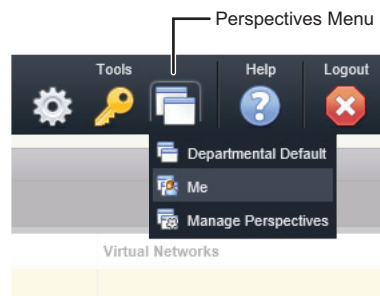 Perspectives Menu
Tools Help Logout
Departmental Default
Me
Manage Perspectives
Virtual Networks